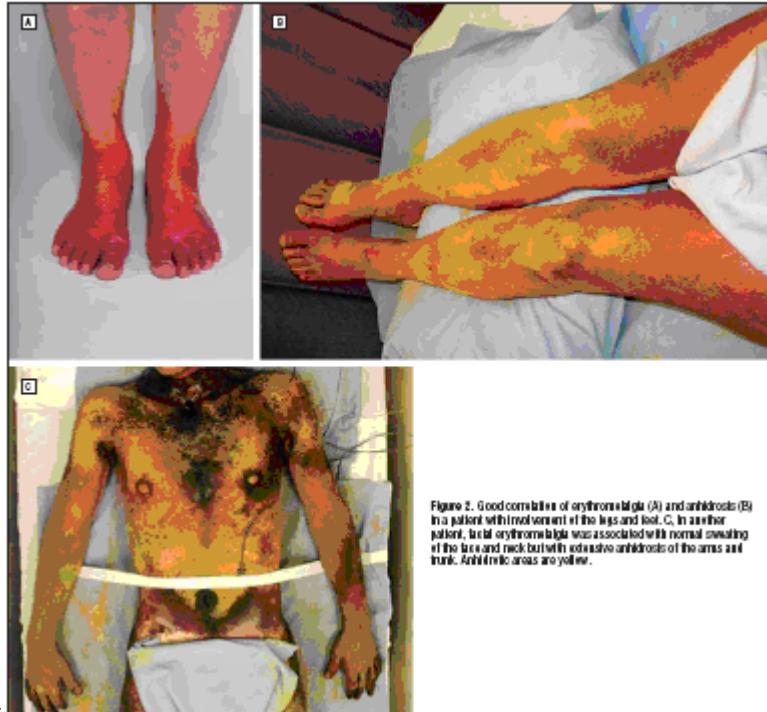 A
B
C
Figure 2. Good correlation of erythromelalgia (A) and anhidrosis (B)
in a patient with involvement of the legs and feet. C, In another
patient, facial erythromelalgia was associated with normal sweating
of the face and neck but with extensive anhidrosis of the arms and
trunk. Anhidrotic areas are yellow.